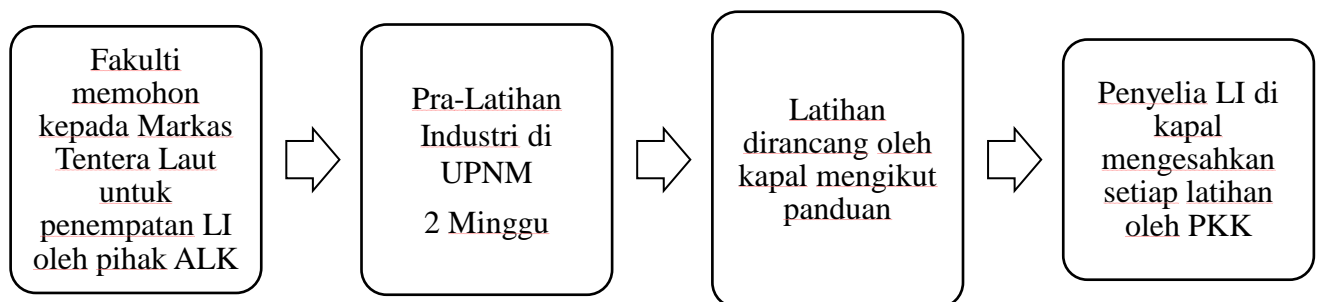 Fakulti
memohon
kepada Markas
Tentera Laut
untuk
penempatan LI
oleh pihak ALK
Pra-Latihan
Industri di
UPNM
2 Minggu
Latihan
dirancang oleh
kapal mengikut
panduan
Penyelia LI di
kapal
mengesahkan
setiap latihan
oleh PKK